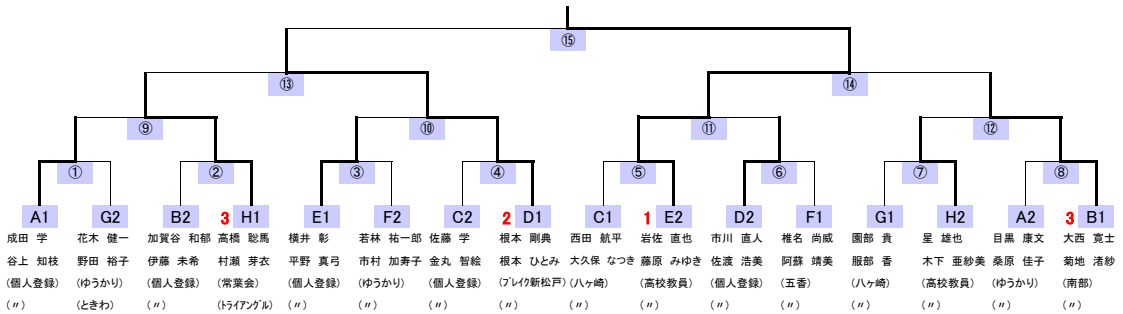 ⑮
⑬ ⑭
⑨ ⑩ ⑪ ⑫
① ② ③ ④ ⑤ ⑥ ⑦ ⑧
A1 G2 B2 3 H1 E1 F2 C2 2 D1 C1 1 E2 D2 F1 G1 H2 A2 3 B1
成田 学 花木 健一 加賀谷 和郁 高橋 聡馬 横井 彰 若林 祐一郎 佐藤 学 根本 剛典 西田 航平 岩佐 直也 市川 直人 椎名 尚威 園部 貴 星 雄也 目黒 康文 大西 寛士
谷上 知枝 野田 裕子 伊藤 未希 村瀬 芽衣 平野 真弓 市村 加寿子 金丸 智絵 根本 ひとみ 大久保 なつき 藤原 みゆき 佐渡 浩美 阿蘇 靖美 服部 香 木下 亜紗美 桑原 佳子 菊地 渚紗
(個人登録) (ゆうかり) (個人登録) (常葉会) (個人登録) (ゆうかり) (個人登録) (ブレイク新松戸) (八ヶ崎) (高校教員) (個人登録) (五香) (八ヶ崎) (高校教員) (ゆうかり) (南部)
(〃) (ときわ) (〃) (トライアングル) (〃) (〃) (〃) (〃) (〃) (〃) (〃) (〃) (〃) (〃) (〃) (〃)